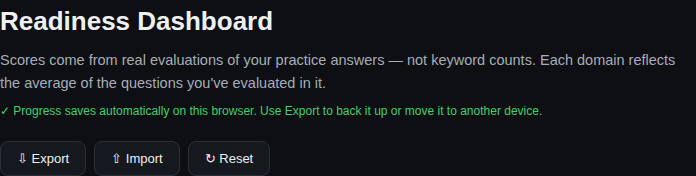 Readiness Dashboard
Scores come from real evaluations of your practice answers — not keyword counts. Each domain reflects
the average of the questions you've evaluated in it.
✓ Progress saves automatically on this browser. Use Export to back it up or move it to another device.
⇩ Export ⇧ Import ↻ Reset